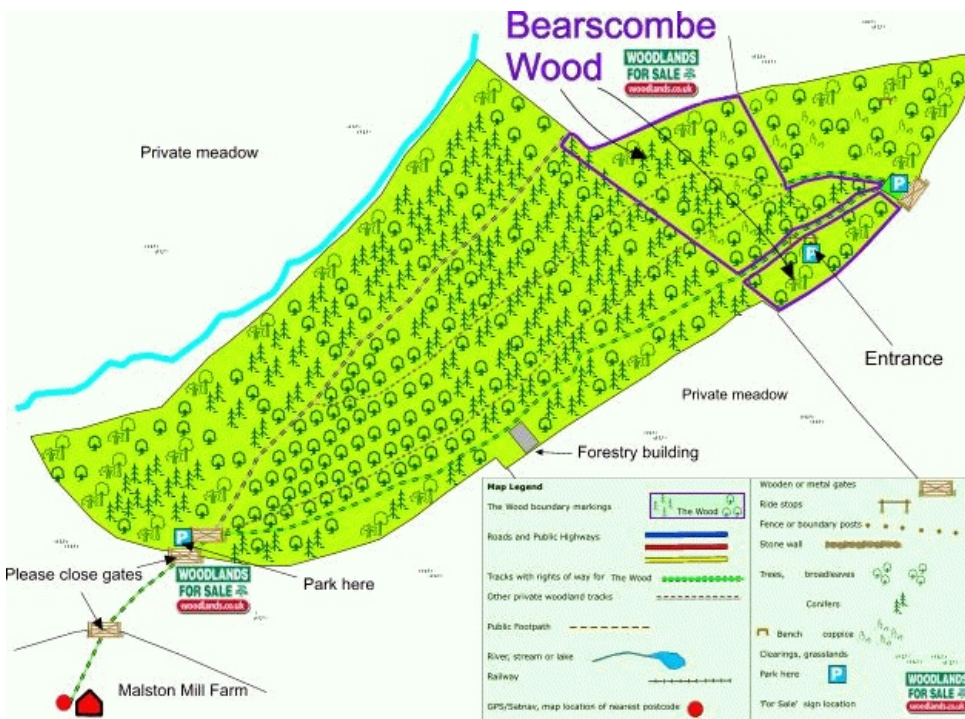 Bearscombe
Wood
WOODLANDS
FOR SALE
woodlands.co.uk
Private meadow
P
P
Entrance
Private meadow
Forestry building
P
Park here
Please close gates
WOODLANDS
FOR SALE
woodlands.co.uk
Malston Mill Farm
Map Legend
The Wood boundary markings
The Wood
Roads and Public Highways
Tracks with rights of way for The Wood
Other private woodland tracks
Public Footpath
River, stream or lake
Railway
GPS/Satnav, map location of nearest postcode
Wooden or metal gates
Ride stops
Fence or boundary posts
Stone wall
Trees, broadleaves
Conifers
Bench coppice
Clearings, grasslands
Park here P
'For Sale' sign location
WOODLANDS
FOR SALE
woodlands.co.uk